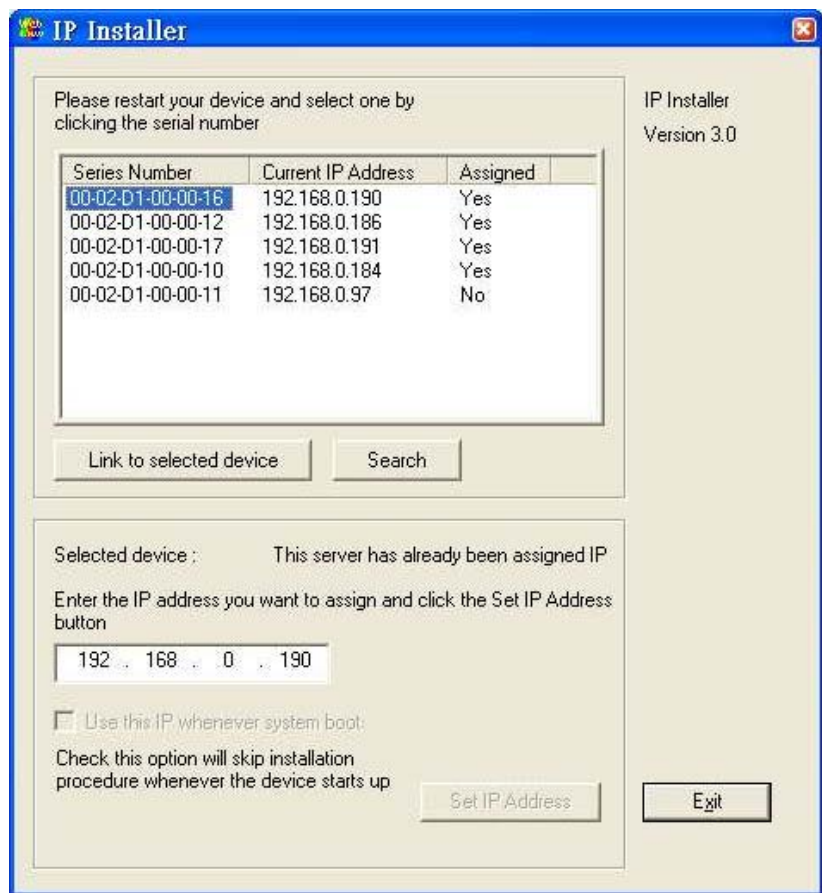 IP Installer
Please restart your device and select one by
clicking the serial number
IP Installer
Version 3.0
Series Number Current IP Address Assigned
00-02-D1-00-00-16 192.168.0.190 Yes
00-02-D1-00-00-12 192.168.0.186 Yes
00-02-D1-00-00-17 192.168.0.191 Yes
00-02-D1-00-00-10 192.168.0.184 Yes
00-02-D1-00-00-11 192.168.0.97 No
Link to selected device Search
Selected device : This server has already been assigned IP
Enter the IP address you want to assign and click the Set IP Address
button
192 . 168 . 0 . 190
Use this IP whenever system boot
Check this option will skip installation
procedure whenever the device starts up
Set IP Address Exit